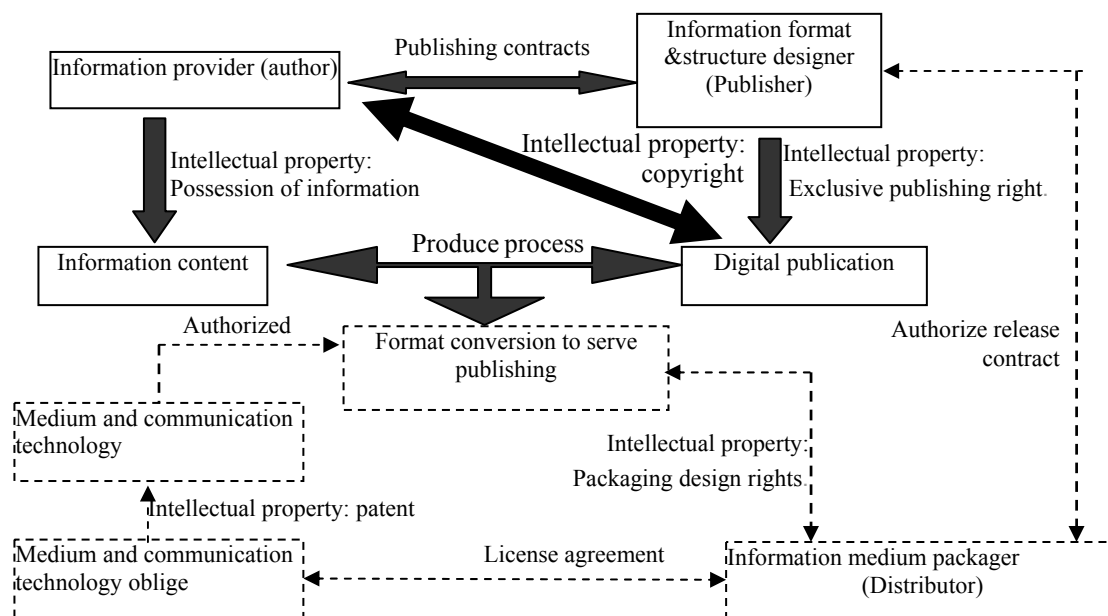 Information provider (author)
Publishing contracts
Information format
&structure designer
(Publisher)
Intellectual property:
Possession of information
Intellectual property:
copyright
Intellectual property:
Exclusive publishing right.
Information content
Produce process
Digital publication
Authorized
Format conversion to serve
publishing
Authorize release
contract
Medium and communication
technology
Intellectual property:
Packaging design rights.
Intellectual property: patent
Medium and communication
technology oblige
License agreement
Information medium packager
(Distributor)